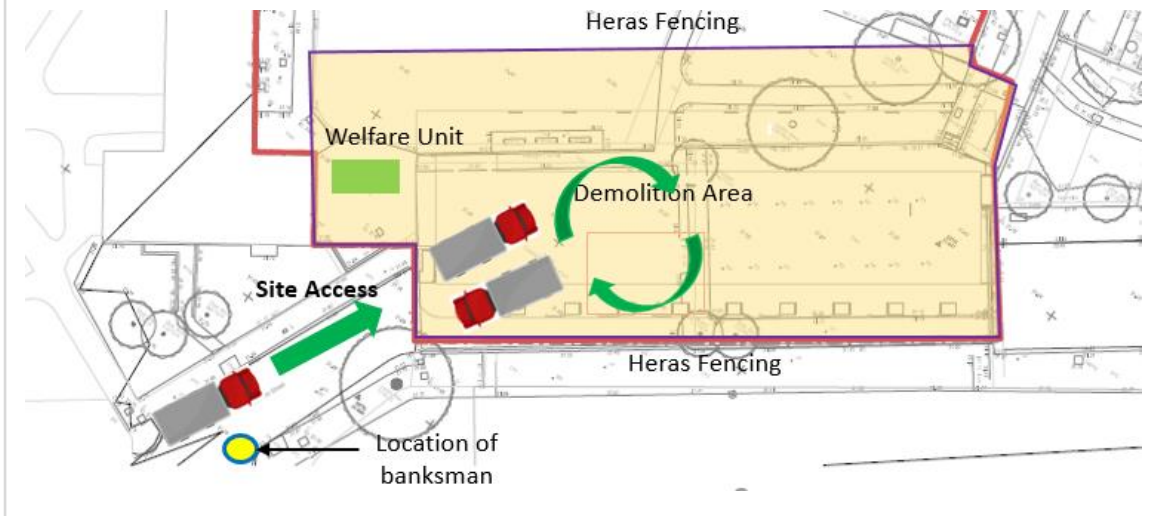 Heras Fencing
Welfare Unit
Demolition Area
Site Access
Heras Fencing
Location of
banksman